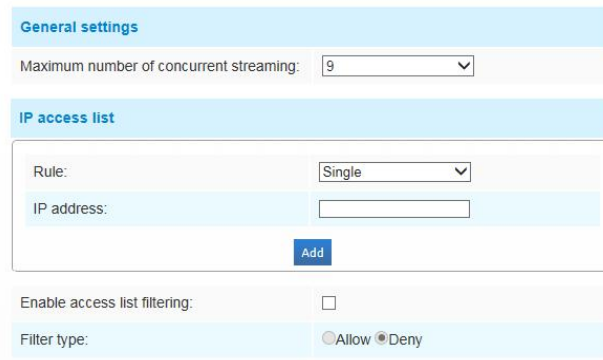 General settings
Maximum number of concurrent streaming: 9
IP access list
Rule: Single
IP address:
Add
Enable access list filtering:
Filter type: Allow Deny